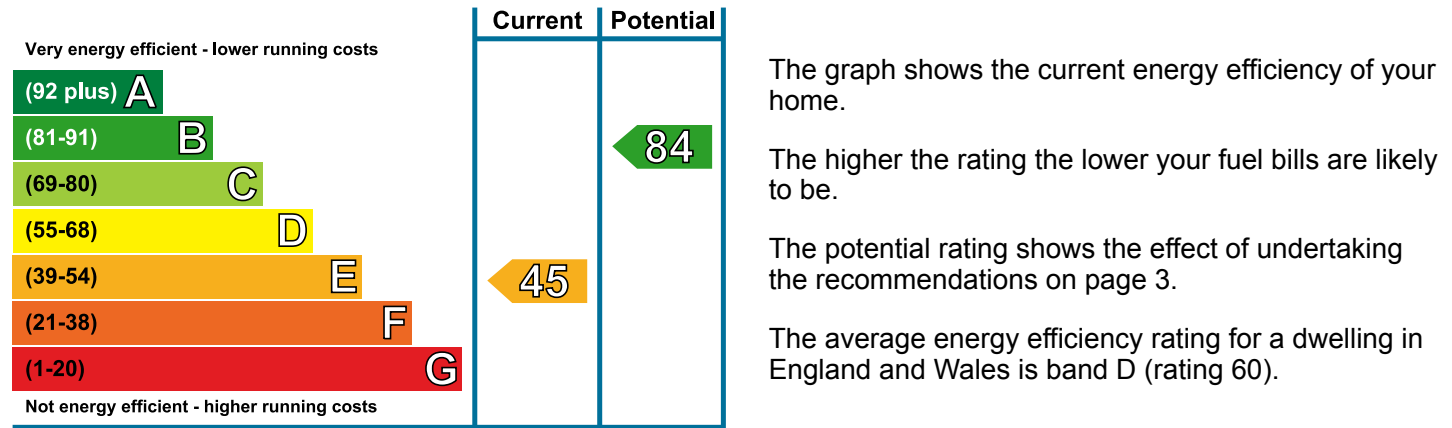 Current Potential
Very energy efficient - lower running costs
(92 plus) A
(81-91) B
84
(69-80) C
(55-68) D
(39-54) E
45
(21-38) F
(1-20) G
Not energy efficient - higher running costs
The graph shows the current energy efficiency of your
home.
The higher the rating the lower your fuel bills are likely
to be.
The potential rating shows the effect of undertaking
the recommendations on page 3.
The average energy efficiency rating for a dwelling in
England and Wales is band D (rating 60).